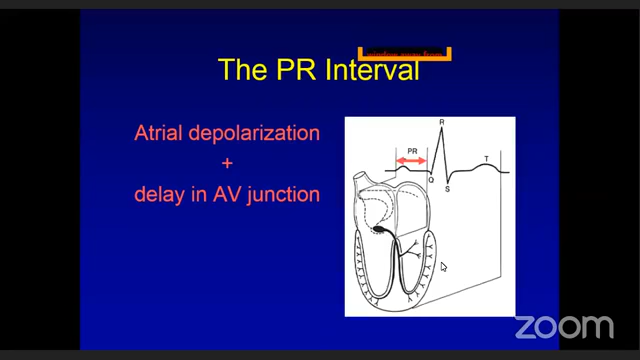 The PR Interval
Atrial depolarization
+
delay in AV junction
R
PR
T
Q
S
zoom